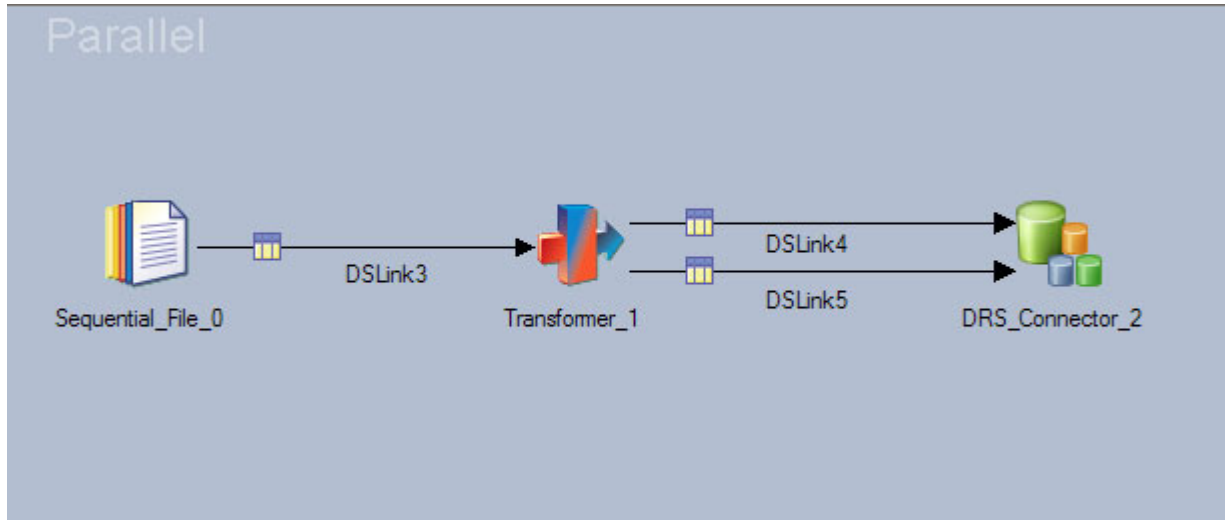 Parallel
DSLink4
DSLink3
DSLink5
Sequential_File_0
Transformer_1
DRS_Connector_2